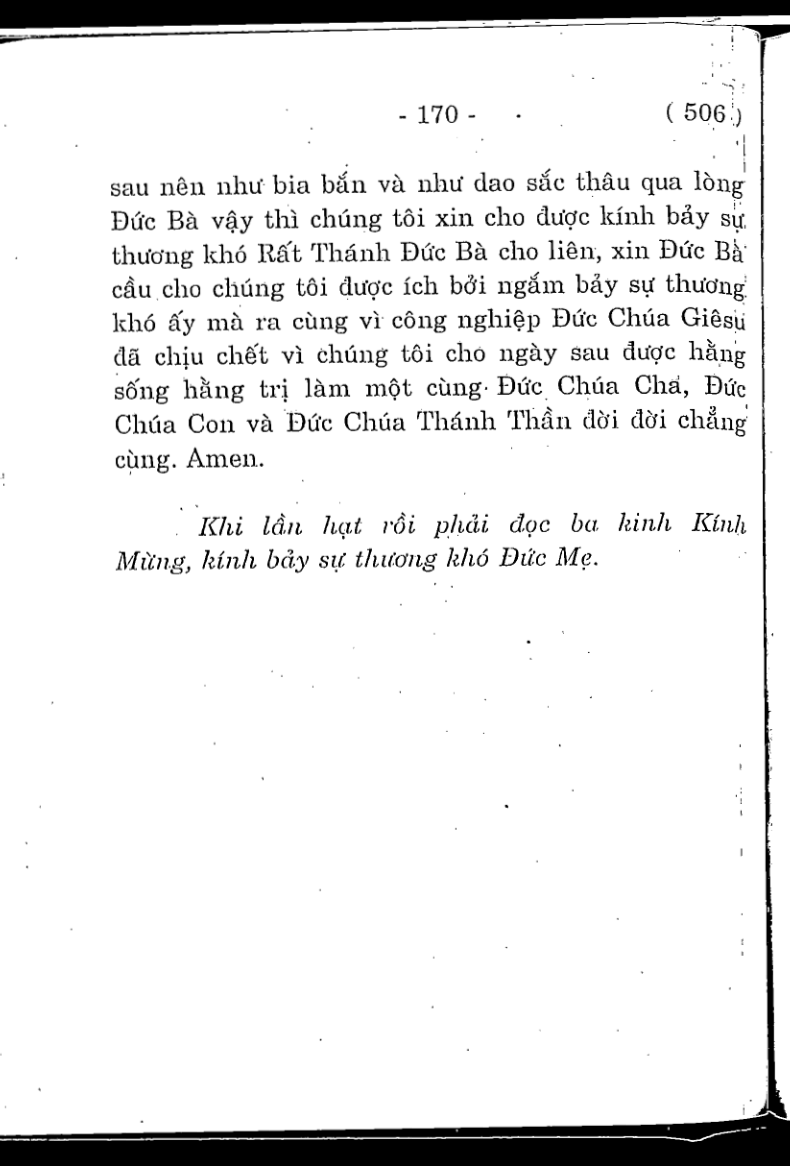 - 170 - (506)
sau nên như bia bắn và như dao sắc thâu qua lòng
Đức Bà vậy thì chúng tôi xin cho được kính bảy sự
thương khó Rất Thánh Đức Bà cho liên, xin Đức Bà
cầu cho chúng tôi được ích bởi ngắm bảy sự thương
khó ấy mà ra cùng vì công nghiệp Đức Chúa Giêsu
đã chịu chết vì chúng tôi cho ngày sau được hằng
sống hằng trị làm một cùng Đức Chúa Cha, Đức
Chúa Con và Đức Chúa Thánh Thần đời đời chẳng
cùng. Amen.
Khi lần hạt rồi phải đọc ba kinh Kính
Mừng, kính bảy sự thương khó Đức Mẹ.